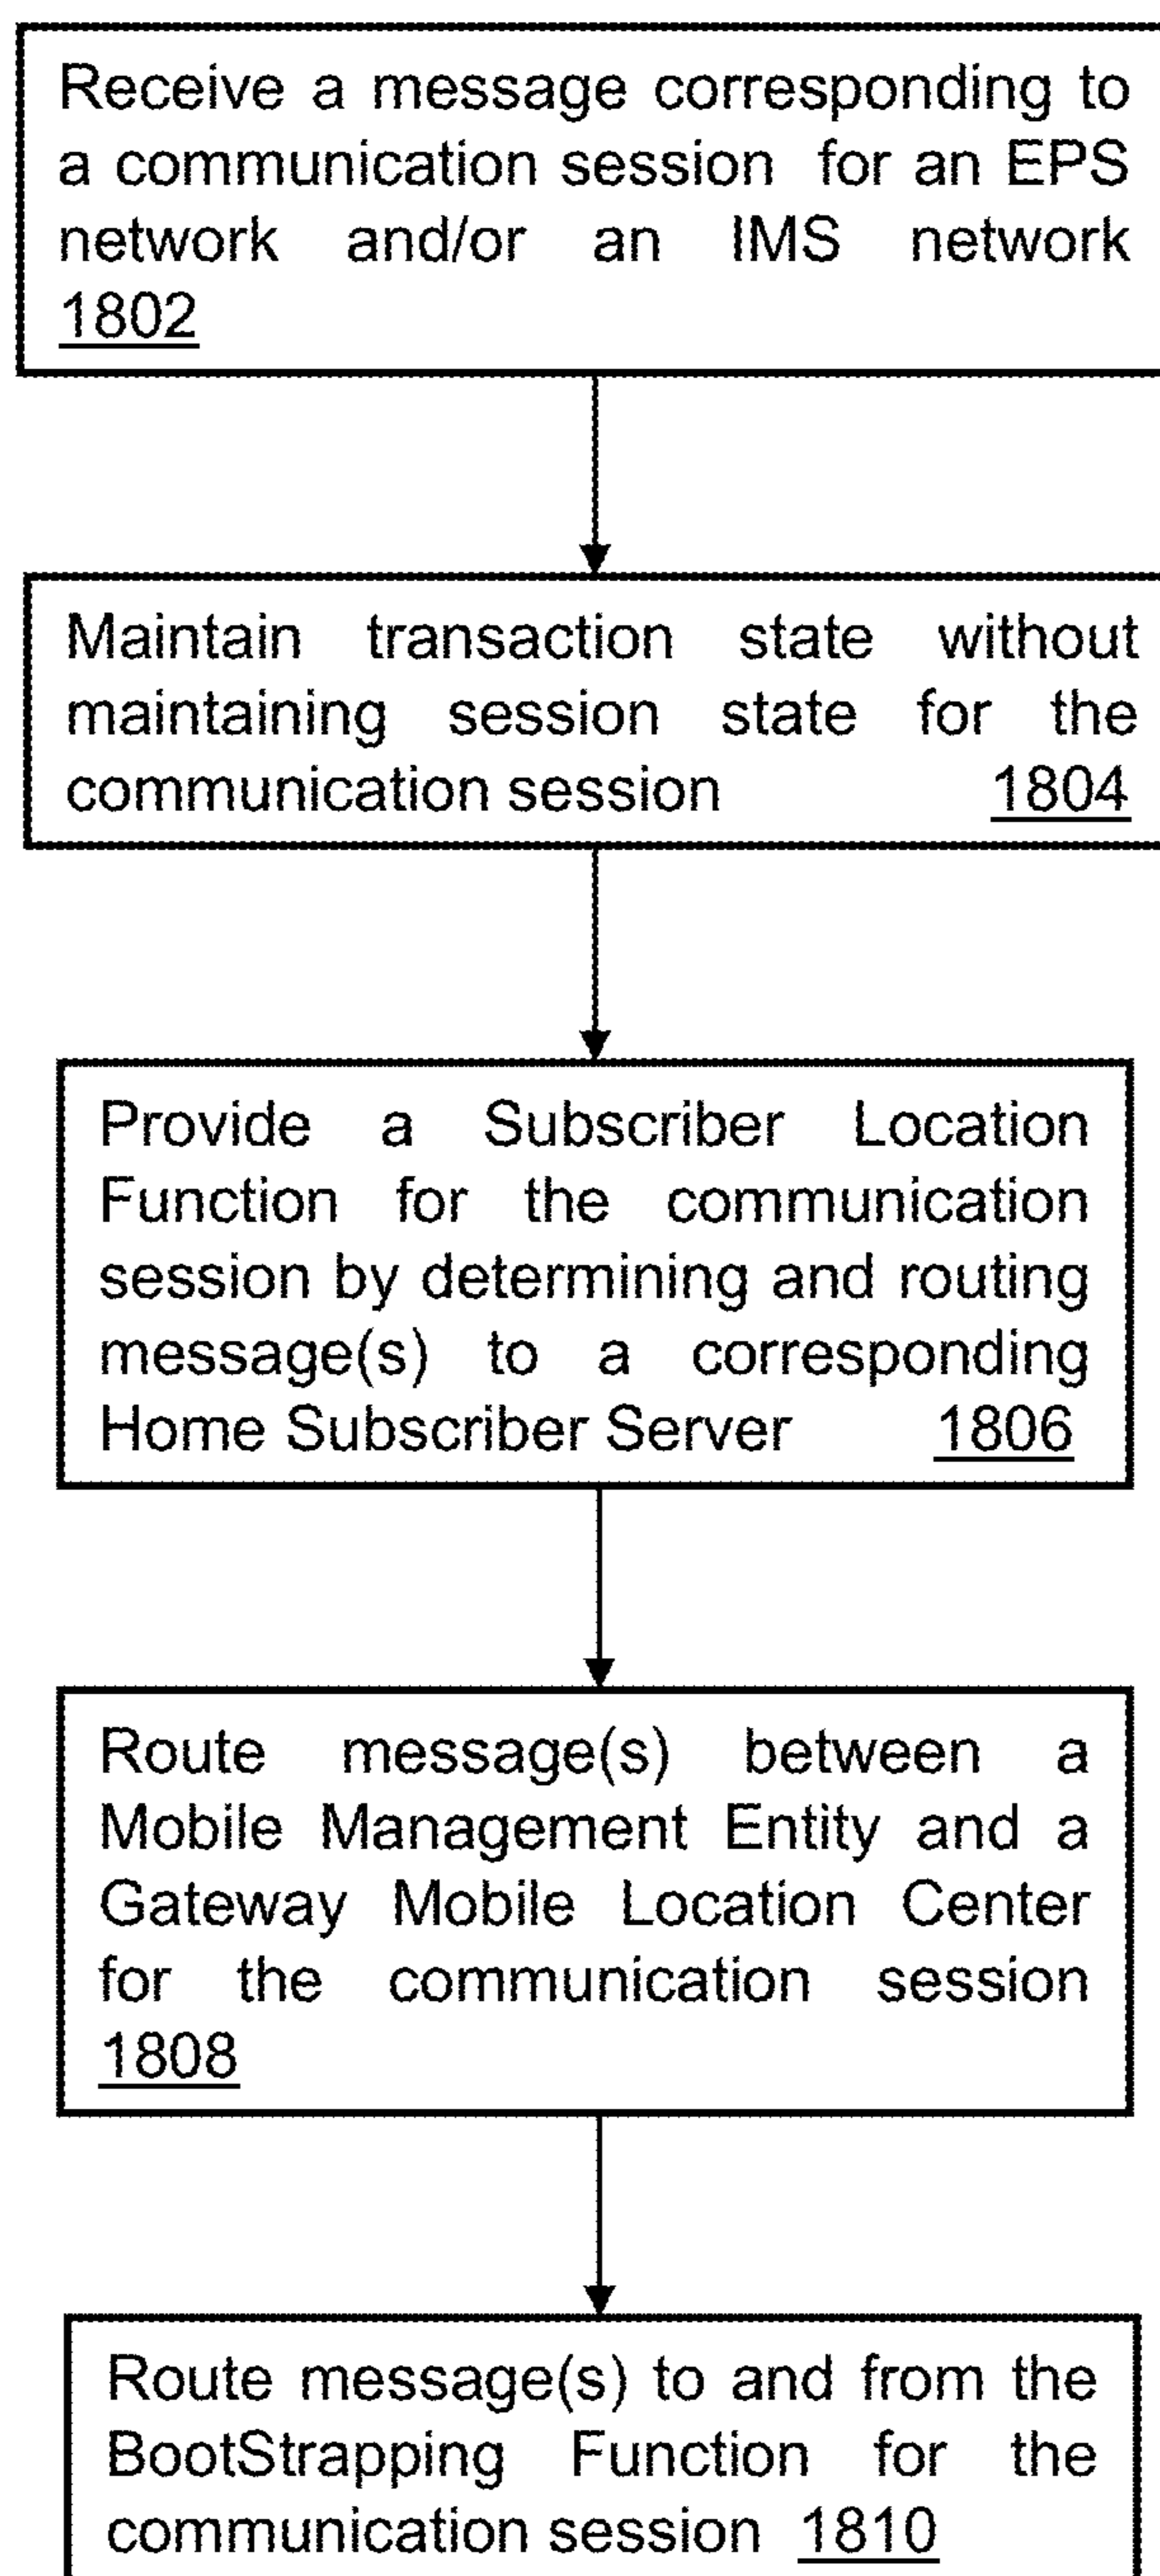 Receive a message corresponding to
a communication session for an EPS
network and/or an IMS network
1802
Maintain transaction state without
maintaining session state for the
communication session 1804
Provide a Subscriber Location
Function for the communication
session by determining and routing
message(s) to a corresponding
Home Subscriber Server 1806
Route message(s) between a
Mobile Management Entity and a
Gateway Mobile Location Center
for the communication session
1808
Route message(s) to and from the
BootStrapping Function for the
communication session 1810